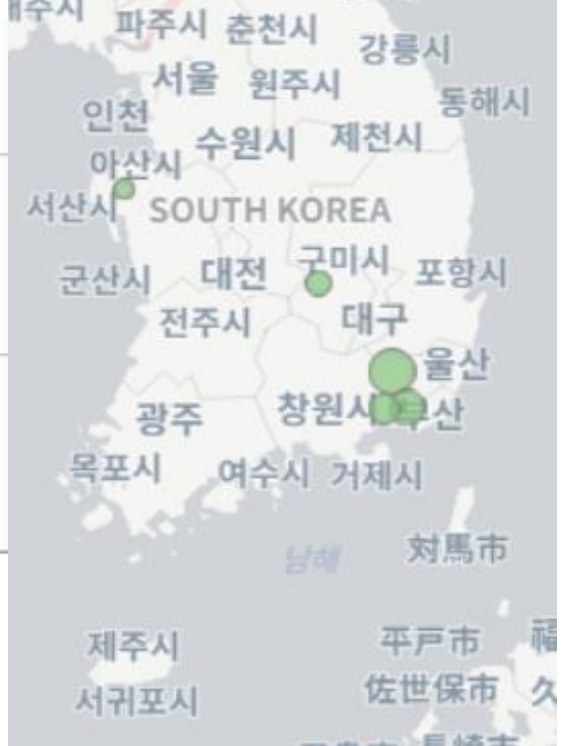 파주시 춘천시
강릉시
서울 원주시
동해시
인천
수원시 제천시
아산시
서산시 SOUTH KOREA
구미시
군산시 대전 포항시
전주시 대구
울산
광주 창원시
목포시 여수시 거제시
対馬市
남해
제주시 平戸市 福
서귀포시 佐世保市 久